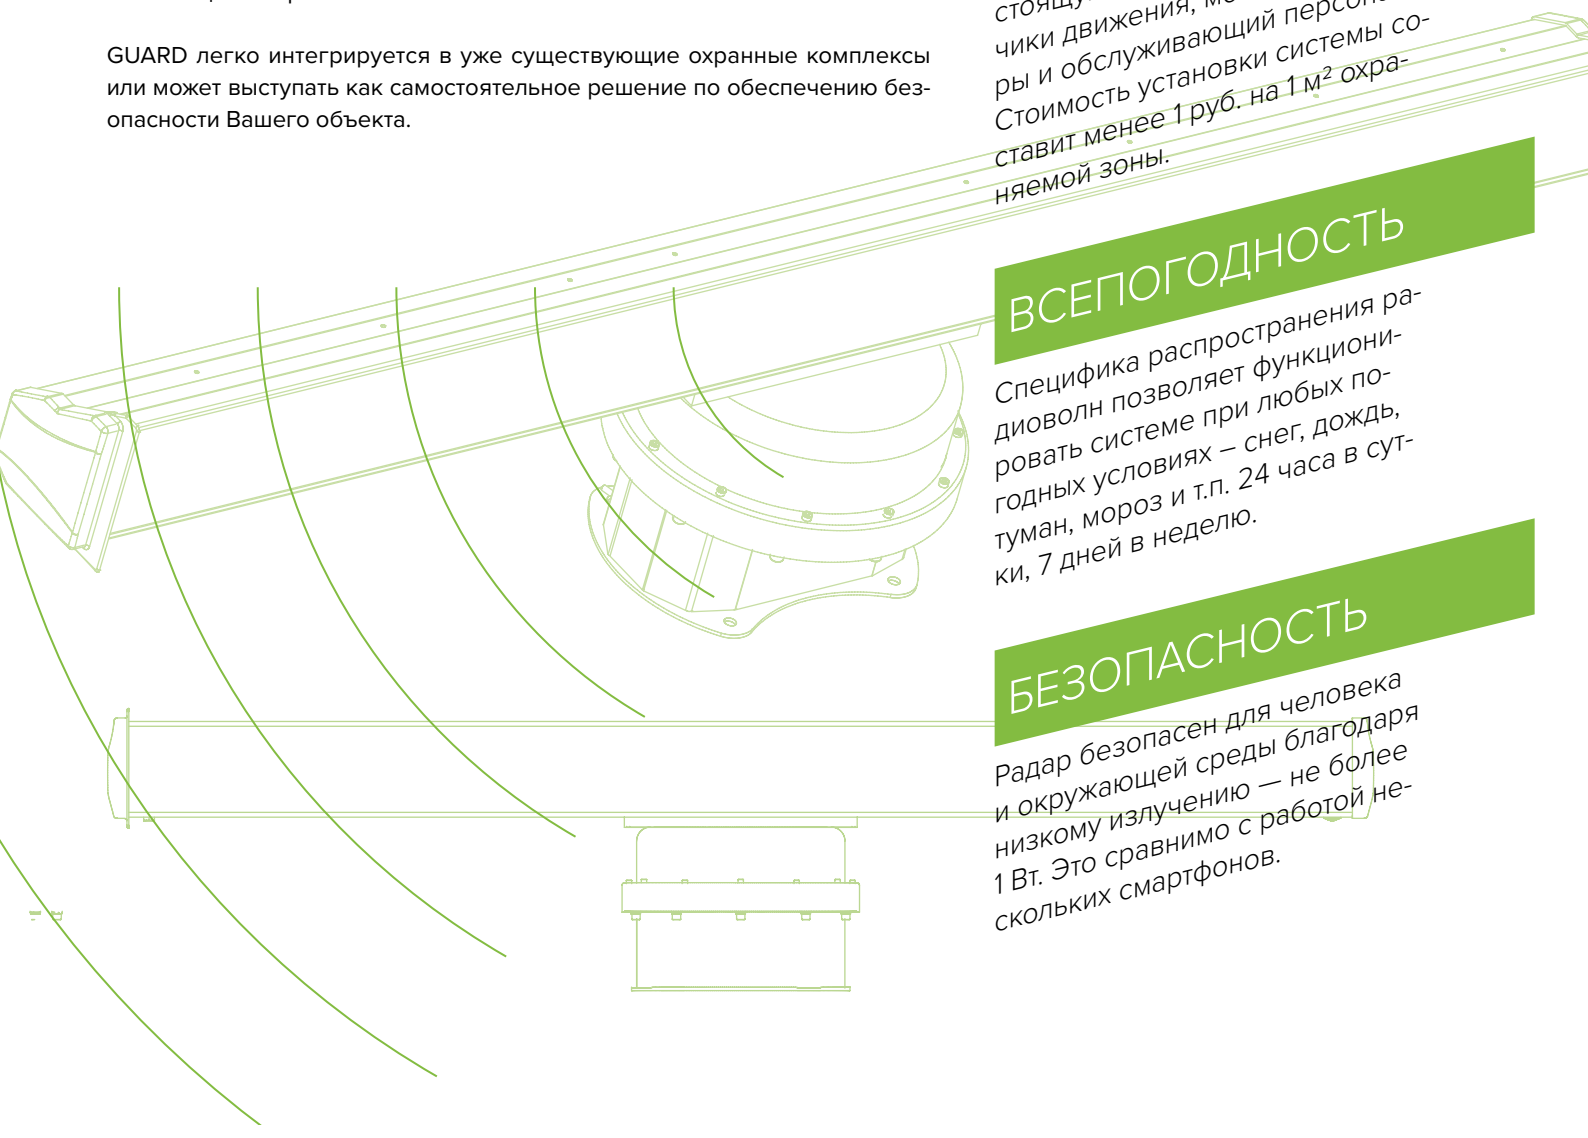 GUARD легко интегрируется в уже существующие охранные комплексы
или может выступать как самостоятельное решение по обеспечению без-
опасности Вашего объекта.
чики движения,
ры и обслуживающий персон
Стоимость установки системы со-
ставит менее 1 руб. на 1 м² охра-
няемой зоны.
ВСЕПОГОДНОСТЬ
Специфика распространения ра-
диоволн позволяет функциони-
ровать системе при любых по-
годных условиях – снег, дождь,
туман, мороз и т.п. 24 часа в сут-
ки, 7 дней в неделю.
БЕЗОПАСНОСТЬ
Радар безопасен для человека
и окружающей среды благодаря
низкому излучению — не более
1 Вт. Это сравнимо с работой не-
скольких смартфонов.